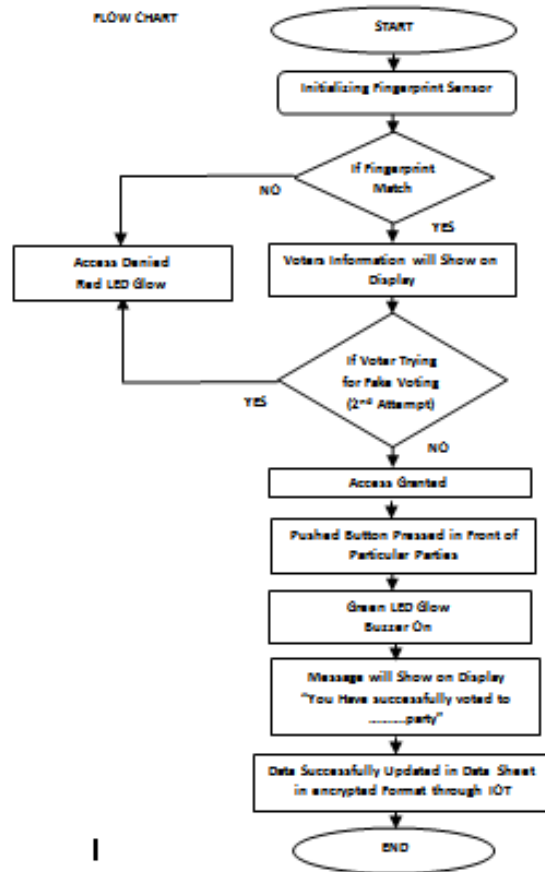 FLOW CHART
START
Initializing Fingerprint Sensor
If Fingerprint
Match
NO
YES
Access Denied
Red LED Glow
Voters Information will Show on
Display
If Voter Trying
for Fake Voting
(2nd Attempt)
YES
NO
Access Granted
Pushed Button Pressed in Front of
Particular Parties
Green LED Glow
Buzzer On
Message will Show on Display
"You Have successfully voted to
..........party"
Data Successfully Updated in Data Sheet
in encrypted Format through IOT
END